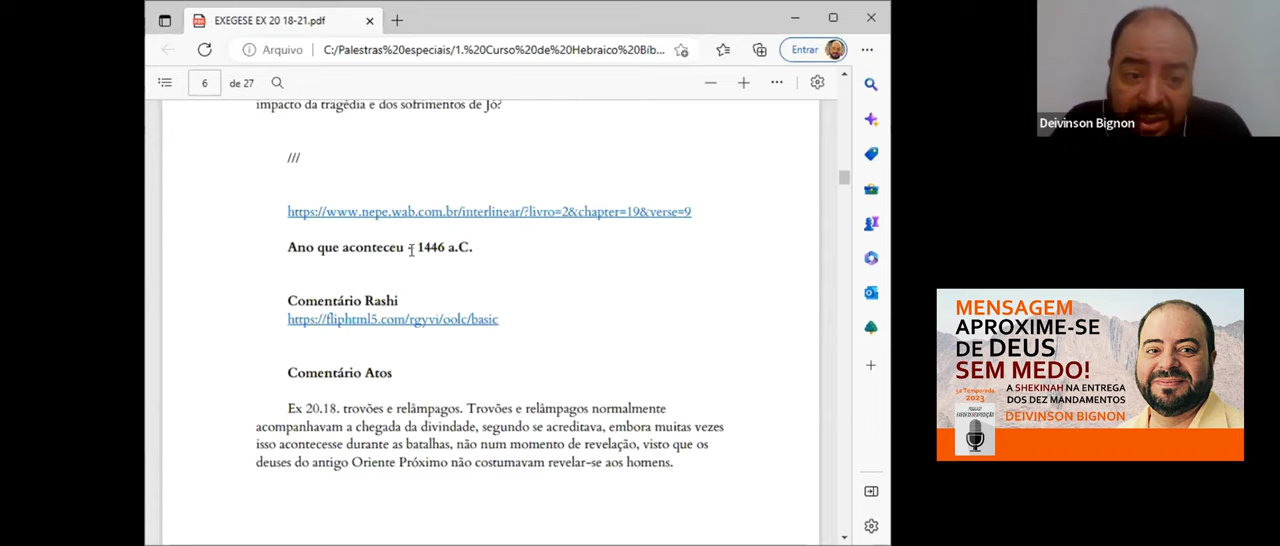 EXEGESE EX 20 18-21.pdf
Arquivo
C:/Palestras%20especiais/1.%20Curso%20de%20Hebraico%20Bíb...
Entrar
6 de 27
impacto da tragédia e dos sofrimentos de Jó?
///
https://www.nepe.wab.com.br/interlinear/?livro=2&chapter=19&verse=9
Ano que aconteceu - 1446 a.C.
Comentário Rashi
https://fliphtml5.com/rgyvi/oolc/basic
Comentário Atos
Ex 20.18. trovões e relâmpagos. Trovões e relâmpagos normalmente
acompanhavam a chegada da divindade, segundo se acreditava, embora muitas vezes
isso acontecesse durante as batalhas, não num momento de revelação, visto que os
deuses do antigo Oriente Próximo não costumavam revelar-se aos homens.
Deivinson Bignon
MENSAGEM
APROXIME-SE
DE DEUS
SEM MEDO!
A SHEKINAH NA ENTREGA
DOS DEZ MANDAMENTOS
DEIVINSON BIGNON
Temporada
2023
PODCAST